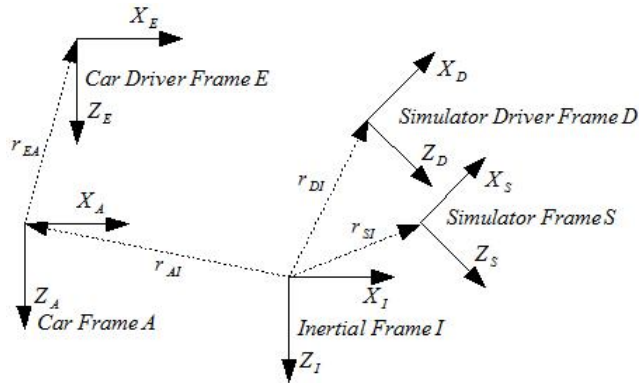 X_E
Car Driver Frame E
Z_E
r_EA
X_D
Simulator Driver Frame D
Z_D
r_DI
X_S
Simulator Frame S
Z_S
r_SI
X_A
r_AI
Z_A
Car Frame A
X_I
Inertial Frame I
Z_I